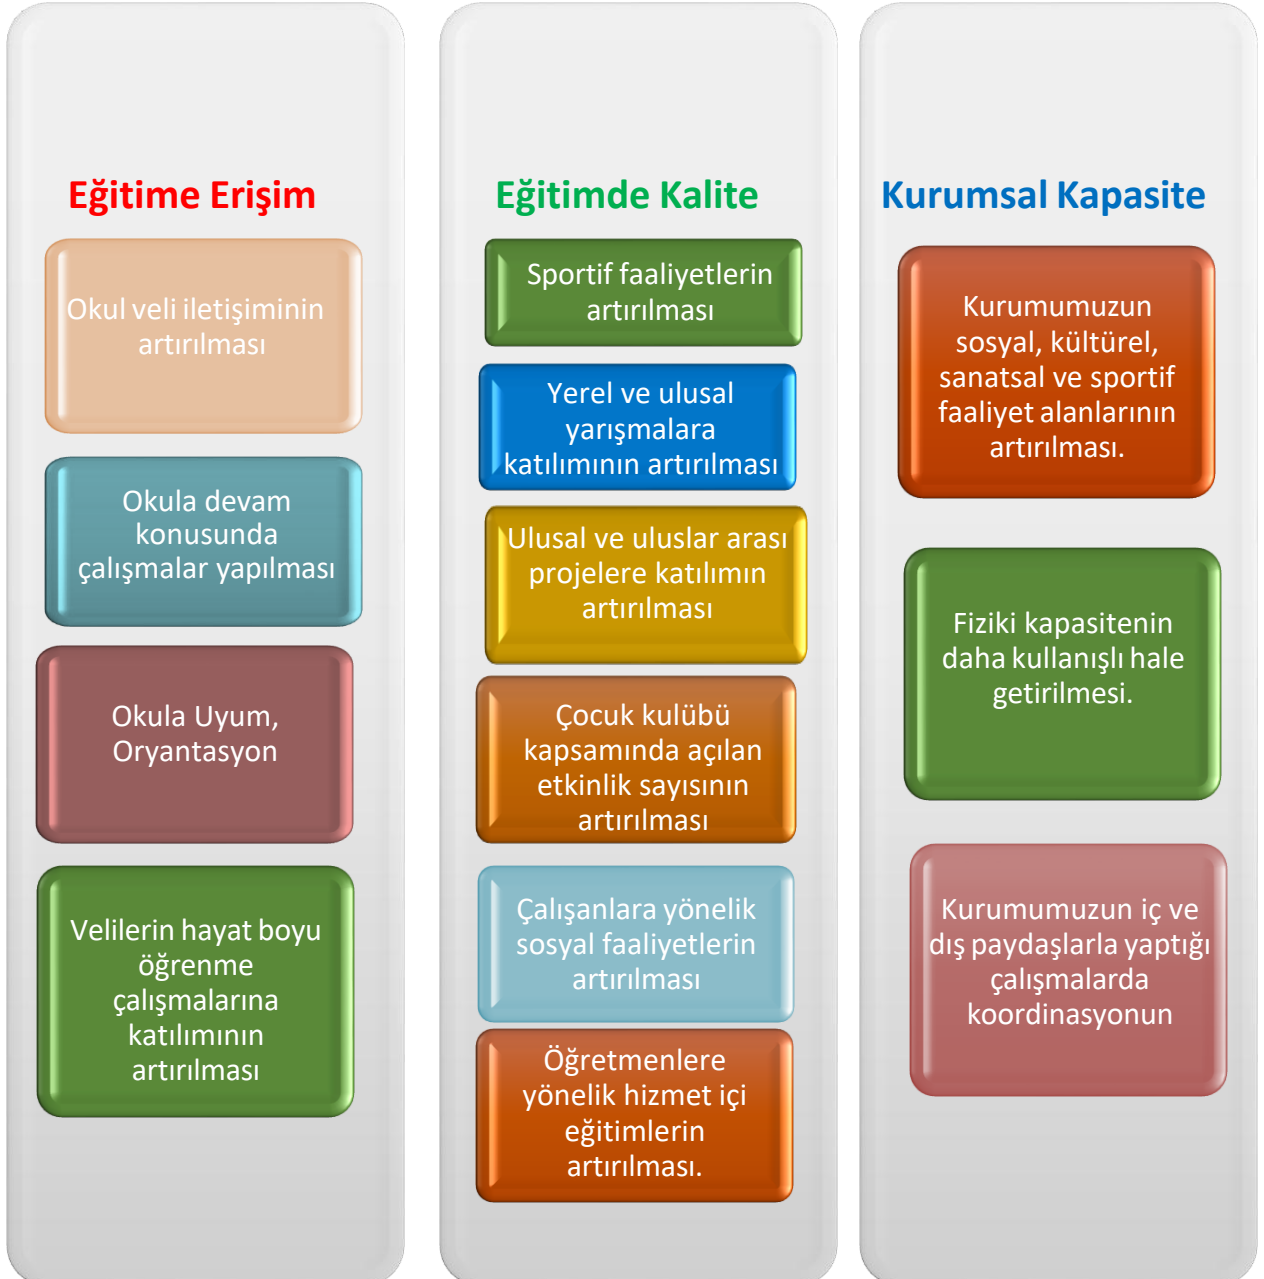 Eğitime Erişim
Okul veli iletişiminin
artırılması
Okula devam
konusunda
çalışmalar yapılması
Okula Uyum,
Oryantasyon
Velilerin hayat boyu
öğrenme
çalışmalarına
katılımının
artırılması
Eğitimde Kalite
Sportif faaliyetlerin
artırılması
Yerel ve ulusal
yarışmalara
katılımının artırılması
Ulusal ve uluslar arası
projelere katılımın
artırılması
Çocuk kulübü
kapsamında açılan
etkinlik sayısının
artırılması
Çalışanlara yönelik
sosyal faaliyetlerin
artırılması
Öğretmenlere
yönelik hizmet içi
eğitimlerin
artırılması.
Kurumsal Kapasite
Kurumumuzun
sosyal, kültürel,
sanatsal ve sportif
faaliyet alanlarının
artırılması.
Fiziki kapasitenin
daha kullanışlı hale
getirilmesi.
Kurumumuzun iç ve
dış paydaşlarla yaptığı
çalışmalarda
koordinasyonun